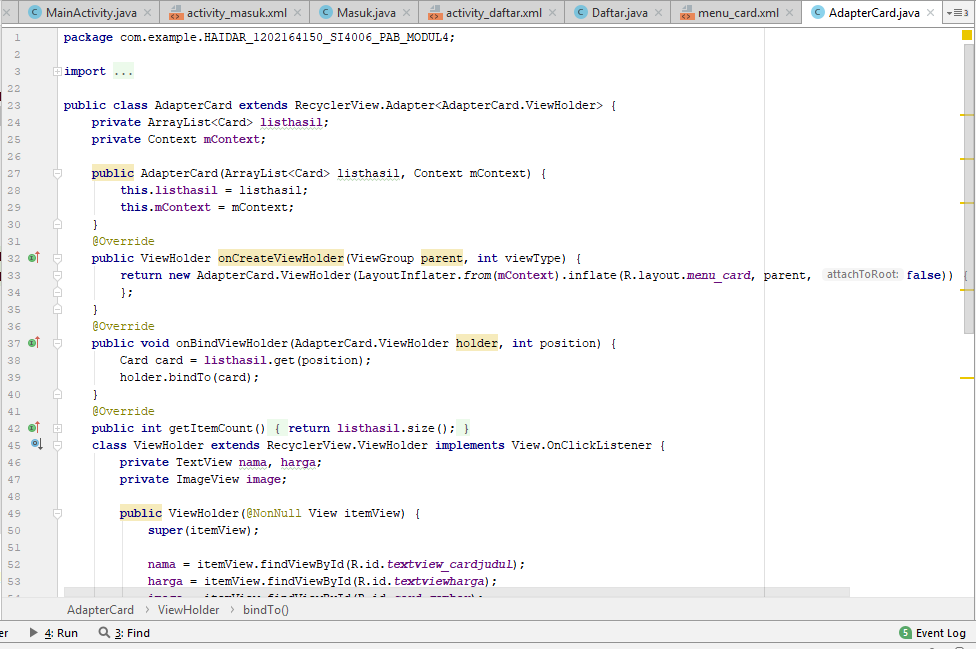 MainActivity.java activity_masuk.xml Masuk.java activity_daftar.xml Daftar.java menu_card.xml AdapterCard.java 3
1 package com.example.HAIDAR_1202164150_SI4006_PAB_MODUL4;
2
3 import ...
22
23 public class AdapterCard extends RecyclerView.Adapter<AdapterCard.ViewHolder> {
24 private ArrayList<Card> listhasil;
25 private Context mContext;
26
27 public AdapterCard(ArrayList<Card> listhasil, Context mContext) {
28 this.listhasil = listhasil;
29 this.mContext = mContext;
30 }
31 @Override
32 public ViewHolder onCreateViewHolder(ViewGroup parent, int viewType) {
33 return new AdapterCard.ViewHolder(LayoutInflater.from(mContext).inflate(R.layout.menu_card, parent, attachToRoot: false)) {
34 };
35 }
36 @Override
37 public void onBindViewHolder(AdapterCard.ViewHolder holder, int position) {
38 Card card = listhasil.get(position);
39 holder.bindTo(card);
40 }
41 @Override
42 public int getItemCount() { return listhasil.size(); }
45 class ViewHolder extends RecyclerView.ViewHolder implements View.OnClickListener {
46 private TextView nama, harga;
47 private ImageView image;
48
49 public ViewHolder(@NonNull View itemView) {
50 super(itemView);
51
52 nama = itemView.findViewById(R.id.textview_cardjudul);
53 harga = itemView.findViewById(R.id.textviewharga);
AdapterCard › ViewHolder › bindTo()
er 4: Run 3: Find 5 Event Log